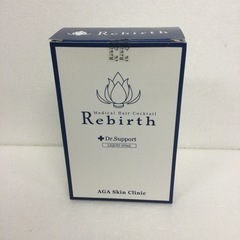 Medical Hair Cocktail
Rebirth
Dr.Support
AGA Skin Clinic